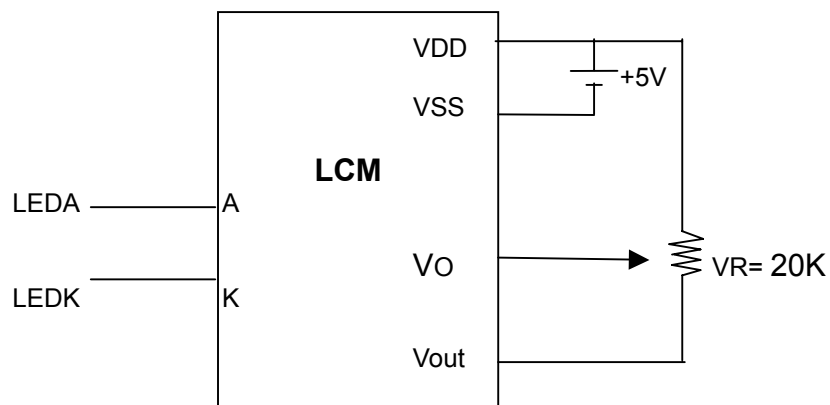 VDD
+5V
VSS
LCM
LEDA
A
VO
VR= 20K
LEDK
K
Vout